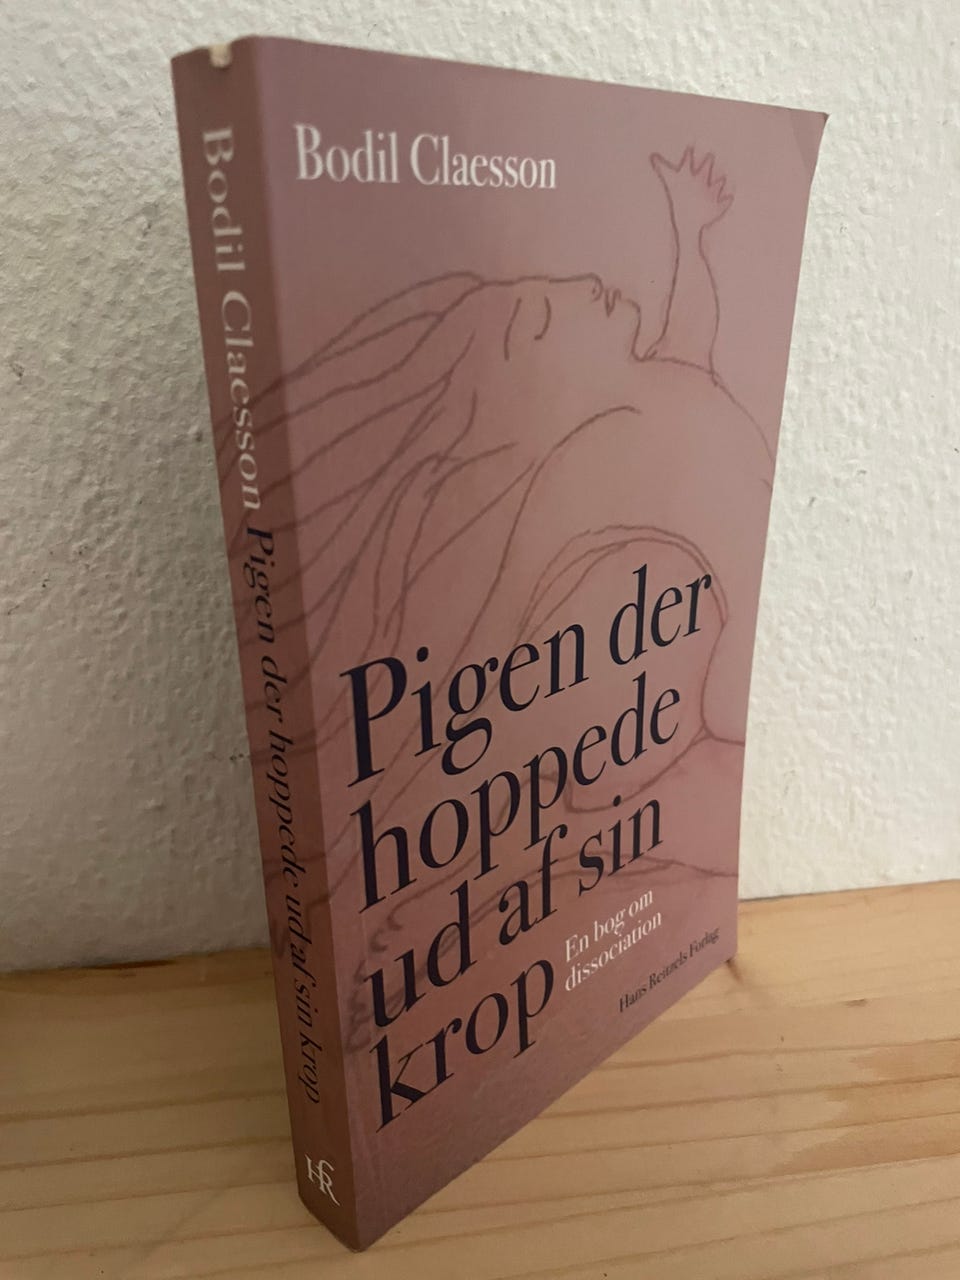 Bodil Claesson
Pigen der
hoppede
ud af sin
krop
En bog om
dissociation
Hans Reitzels Forlag
Bodil Claesson Pigen der hoppede ud af sin krop
HR